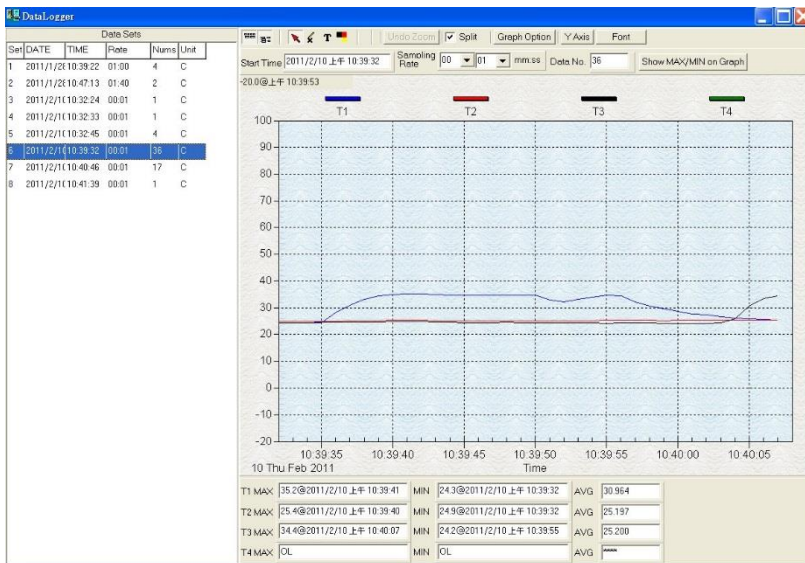 DataLogger
Data Sets
Set DATE TIME Rate Nums Unit
1 2011/1/2 10:39:22 01:00 4 C
2 2011/1/2 10:47:13 01:40 2 C
3 2011/2/1 10:32:24 00:01 1 C
4 2011/2/1 10:32:33 00:01 1 C
5 2011/2/1 10:32:45 00:01 4 C
6 2011/2/1 10:39:32 00:01 36 C
7 2011/2/1 10:40:46 00:01 17 C
8 2011/2/1 10:41:39 00:01 1 C
T Undo Zoom Split Graph Option Y Axis Font
Start Time 2011/2/10 上午 10:39:32 Sampling Rate 00 01 mm:ss Data No. 36 Show MAX/MIN on Graph
-20.0@上午 10:39:53
T1 T2 T3 T4
100
90
80
70
60
50
40
30
20
10
0
-10
-20
10:39:35 10:39:40 10:39:45 10:39:50 10:39:55 10:40:00 10:40:05
10 Thu Feb 2011 Time
T1 MAX 35.2@2011/2/10 上午 10:39:41 MIN 24.3@2011/2/10 上午 10:39:32 AVG 30.964
T2 MAX 25.4@2011/2/10 上午 10:39:40 MIN 24.9@2011/2/10 上午 10:39:32 AVG 25.197
T3 MAX 34.4@2011/2/10 上午 10:40:07 MIN 24.2@2011/2/10 上午 10:39:55 AVG 25.200
T4 MAX OL MIN OL AVG ****